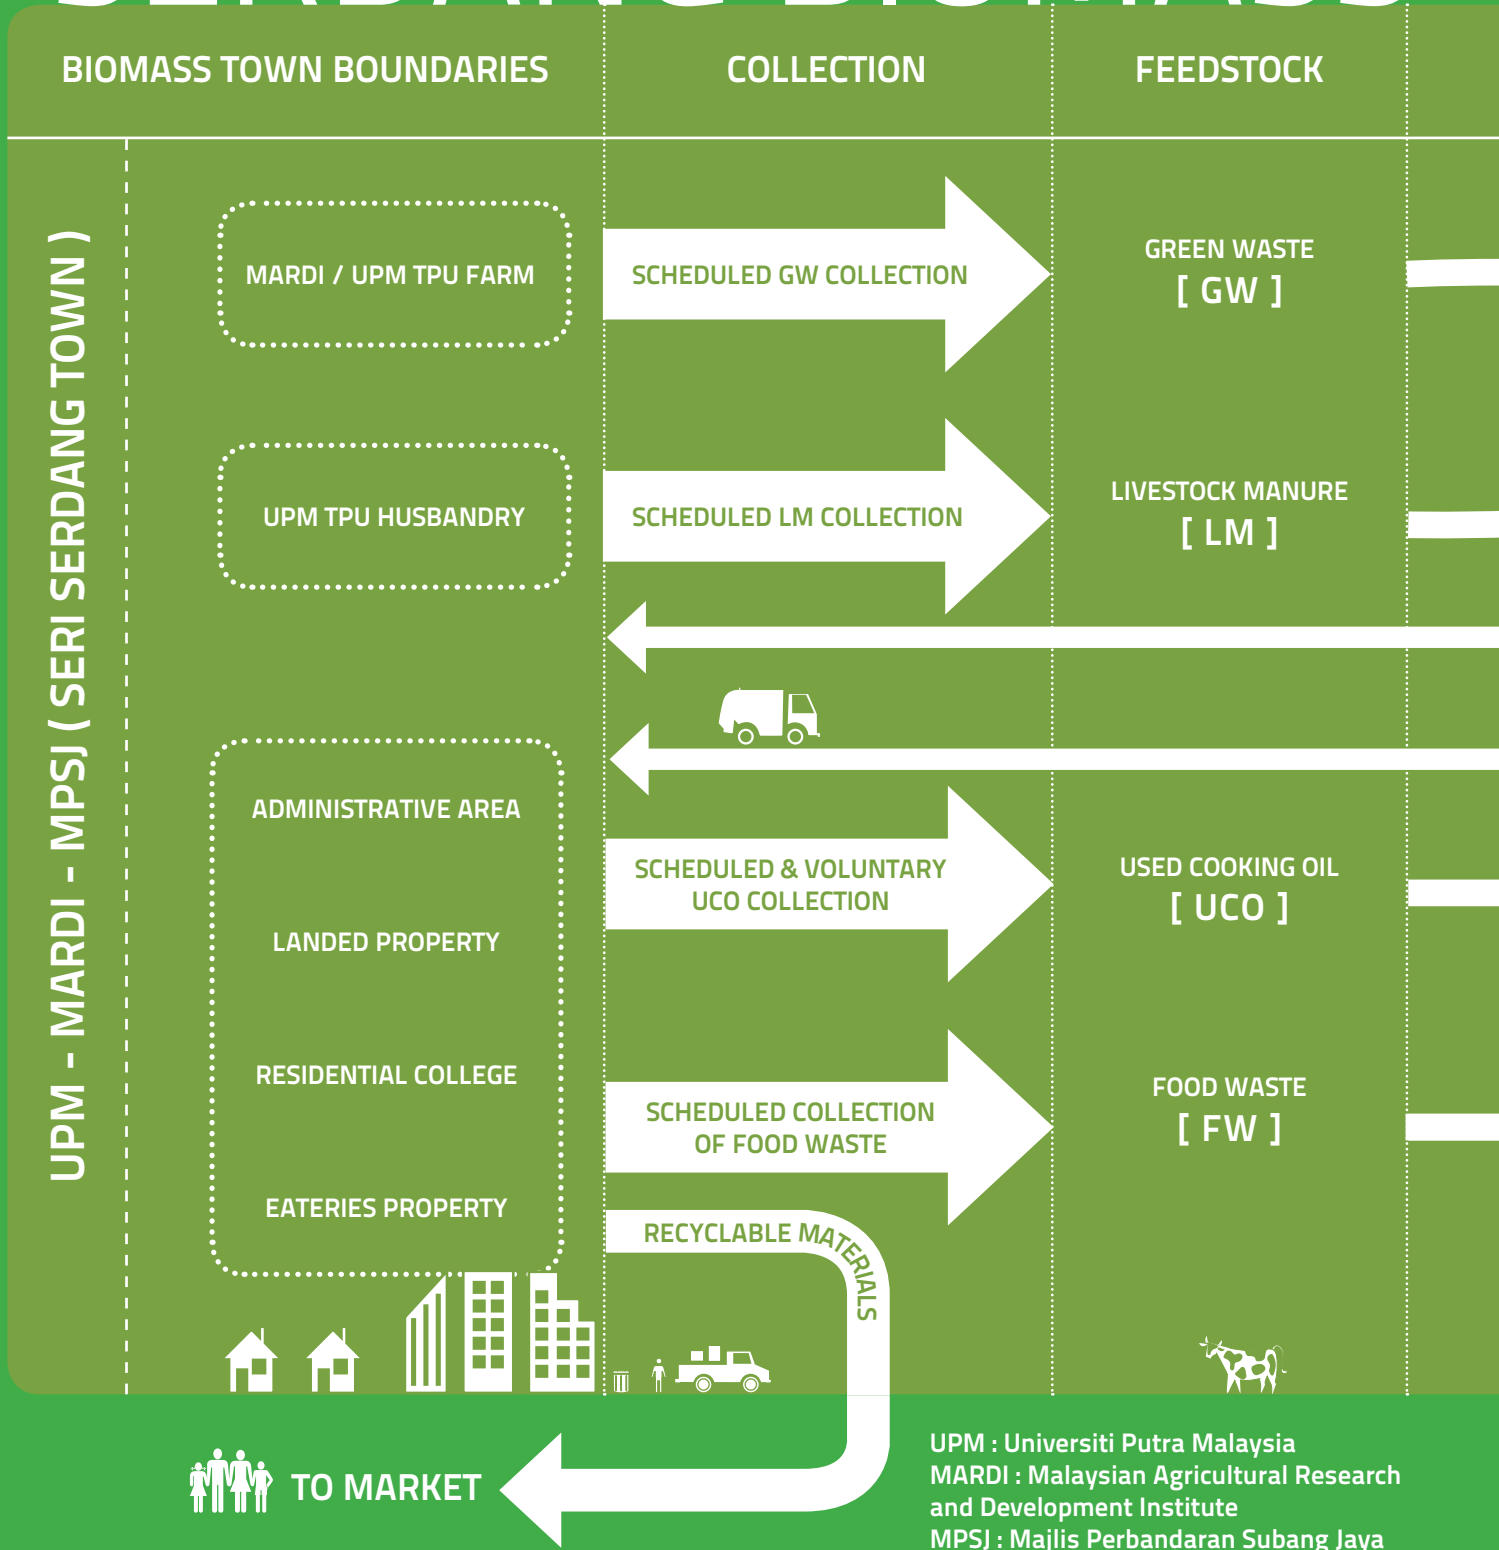 BIOMASS TOWN BOUNDARIES
COLLECTION
FEEDSTOCK
UPM - MARDI - MPSJ ( SERI SERDANG TOWN )
MARDI / UPM TPU FARM
SCHEDULED GW COLLECTION
GREEN WASTE
[ GW ]
UPM TPU HUSBANDRY
SCHEDULED LM COLLECTION
LIVESTOCK MANURE
[ LM ]
ADMINISTRATIVE AREA
LANDED PROPERTY
RESIDENTIAL COLLEGE
EATERIES PROPERTY
SCHEDULED & VOLUNTARY
UCO COLLECTION
USED COOKING OIL
[ UCO ]
SCHEDULED COLLECTION
OF FOOD WASTE
FOOD WASTE
[ FW ]
RECYCLABLE MATERIALS
TO MARKET
UPM : Universiti Putra Malaysia
MARDI : Malaysian Agricultural Research
and Development Institute
MPSJ : Majlis Perbandaran Subang Jaya